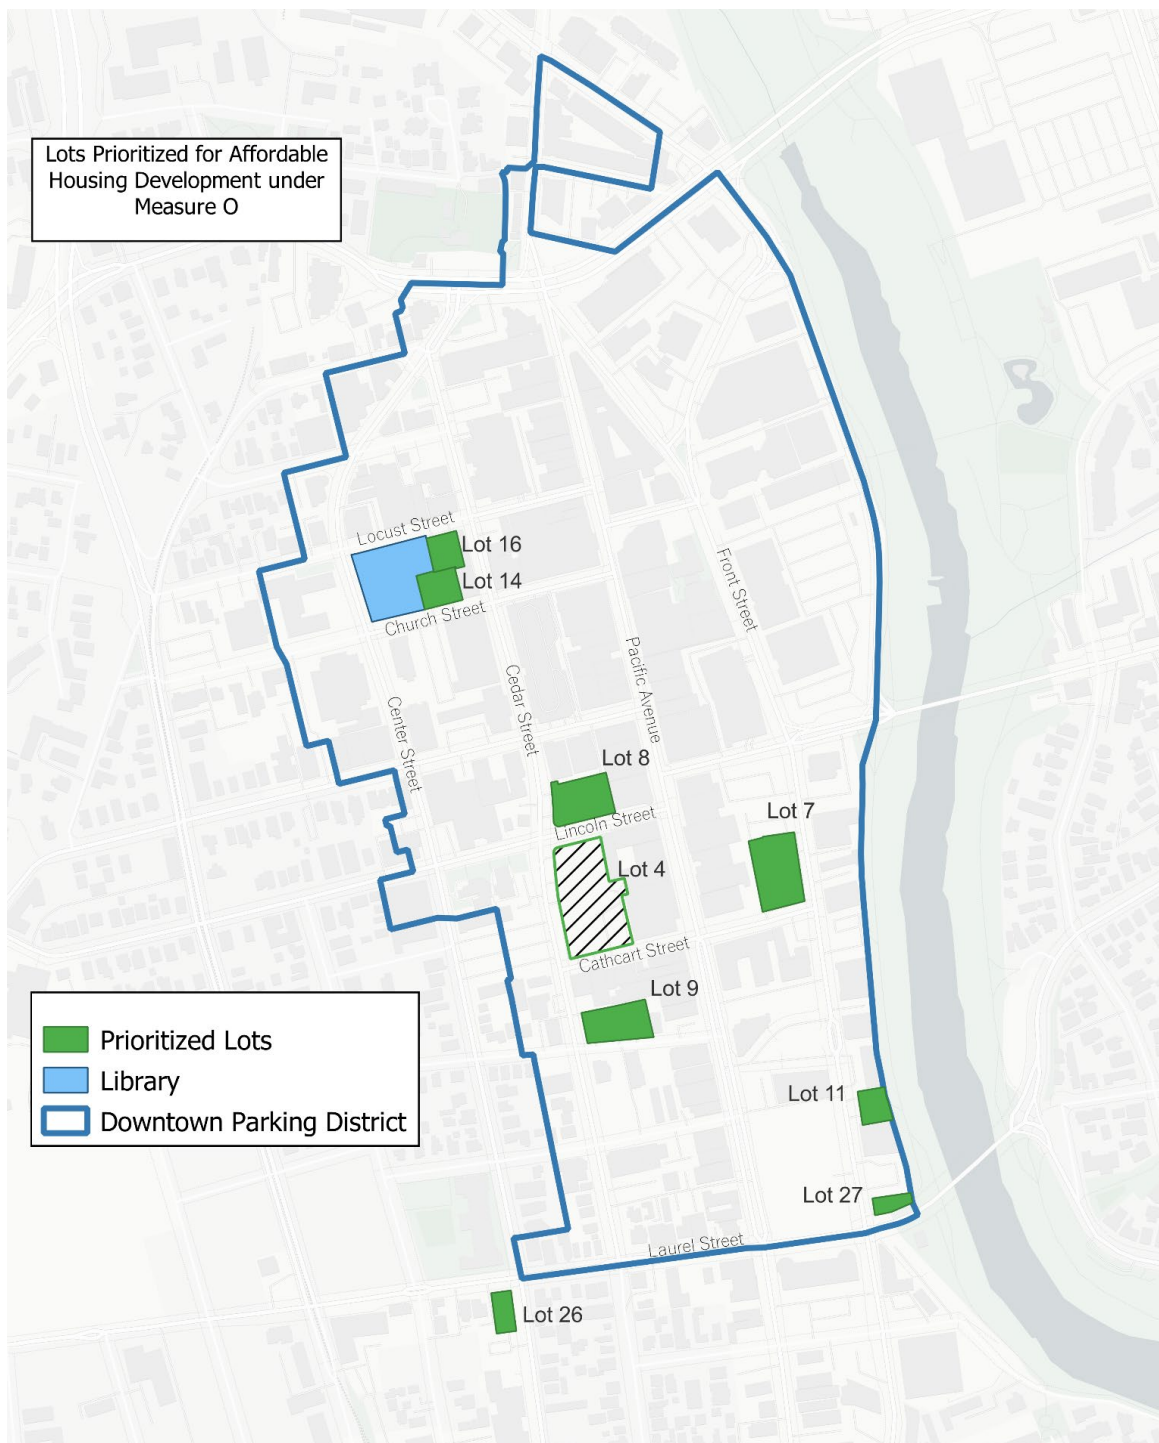 Lots Prioritized for Affordable
Housing Development under
Measure O
Locust Street
Lot 16
Lot 14
Church Street
Front Street
Pacific Avenue
Cedar Street
Center Street
Lot 8
Lincoln Street
Lot 7
Lot 4
Cathcart Street
Lot 9
Prioritized Lots
Library
Downtown Parking District
Lot 11
Lot 27
Laurel Street
Lot 26